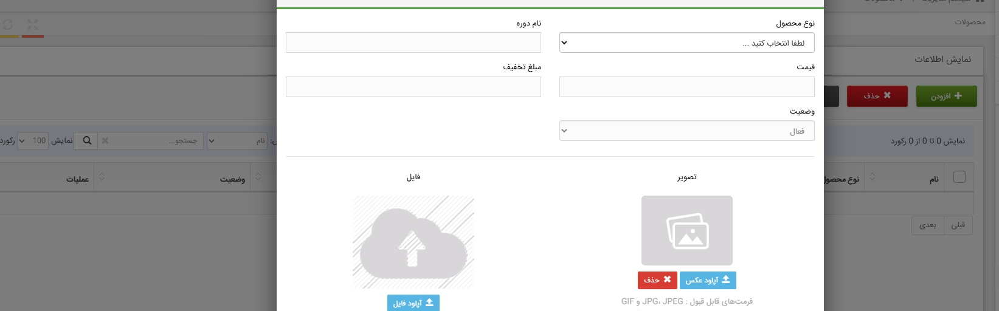 محصولات
نمایش اطلاعات
افزودن
حذف
نمایش 0 تا 0 از 0 رکورد
نام
جستجو...
نمایش 100 رکورد
نام
نوع محصول
وضعیت
عملیات
قبلی
بعدی
نوع محصول
نام دوره
لطفا انتخاب کنید ...
قیمت
مبلغ تخفیف
وضعیت
فعال
تصویر
فایل
آپلود عکس
حذف
فرمت‌های قابل قبول : JPG، JPEG و GIF
آپلود فایل